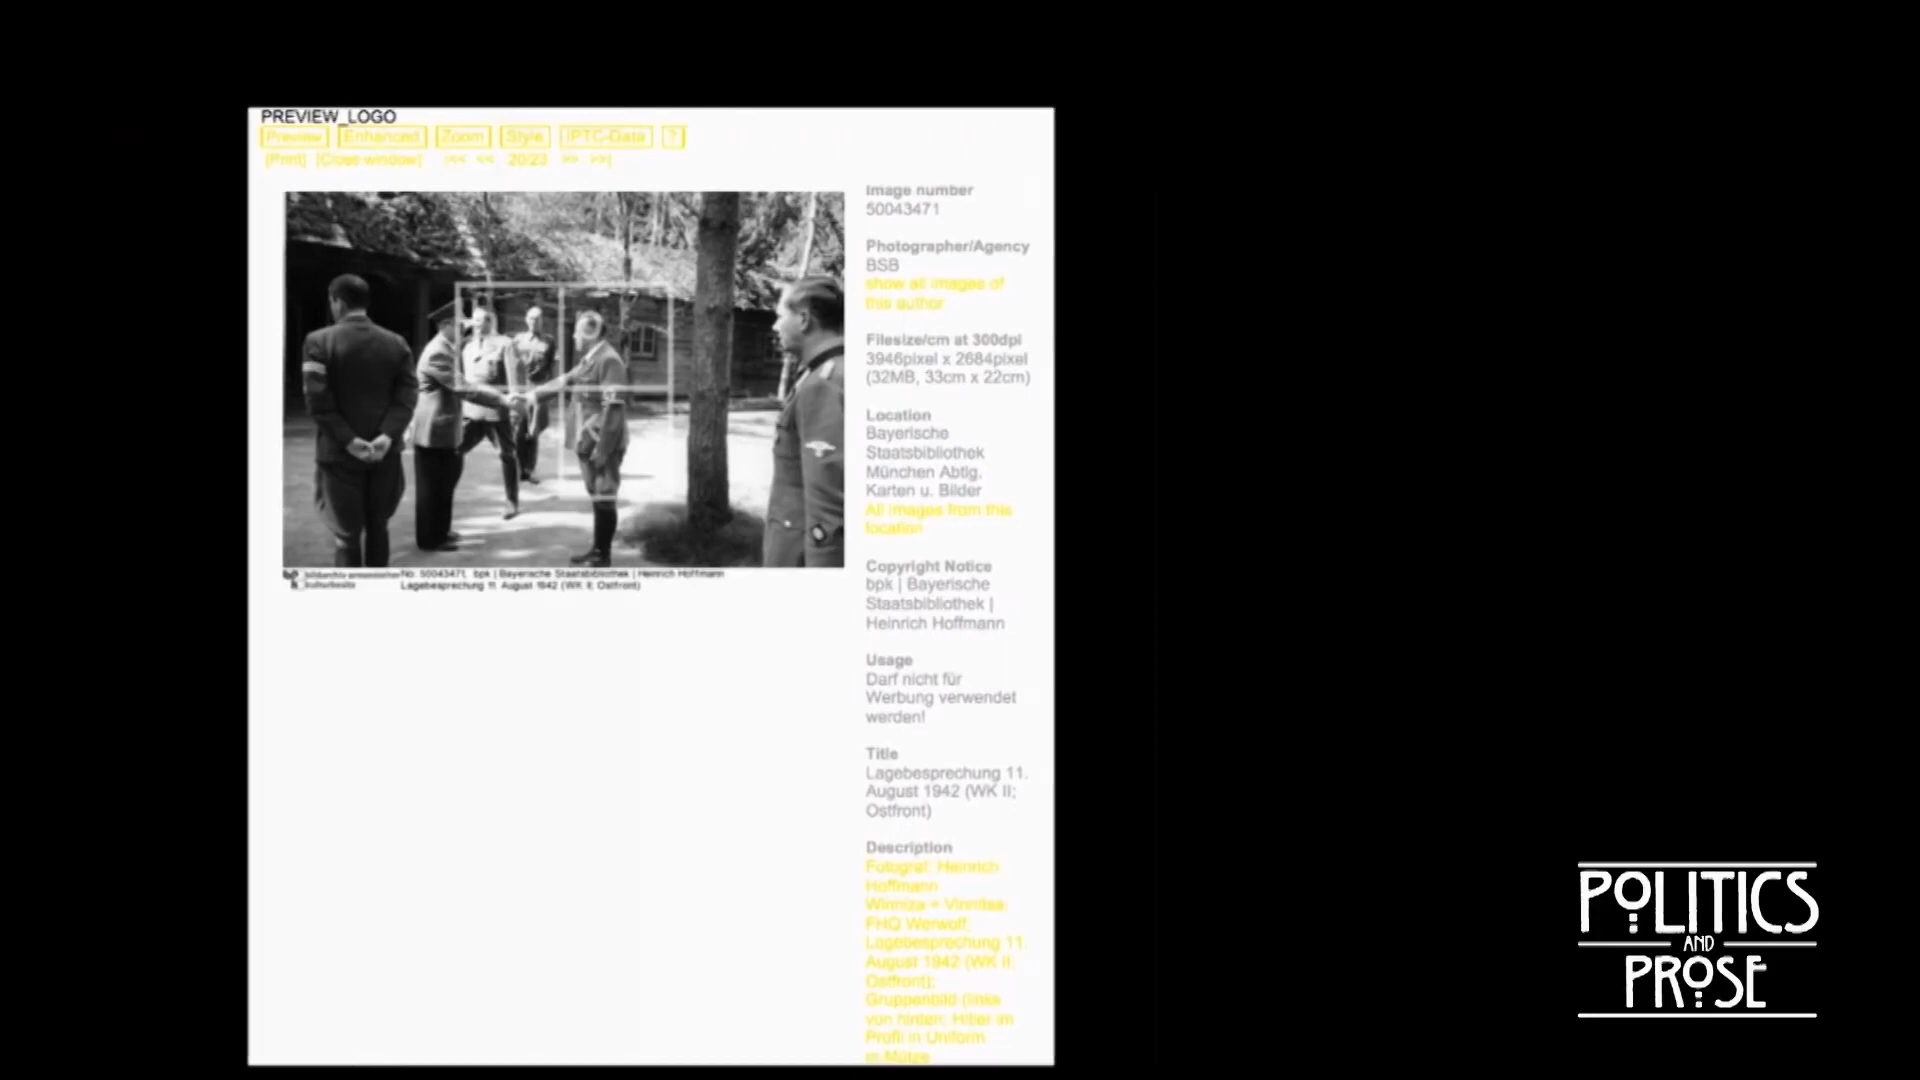 PREVIEW_LOGO
Preview Enhanced Zoom Style IPTC-Data ?
[Print] [Close window] |<< << 20/23 >> >>|
Image number
50043471
Photographer/Agency
BSB
show all images of
this author
Filesize/cm at 300dpi
3946pixel x 2684pixel
(32MB, 33cm x 22cm)
Location
Bayerische
Staatsbibliothek
München Abtlg.
Karten u. Bilder
All images from this
location
Copyright Notice
bpk | Bayerische
Staatsbibliothek |
Heinrich Hoffmann
Usage
Darf nicht für
Werbung verwendet
werden!
Title
Lagebesprechung 11.
August 1942 (WK II;
Ostfront)
Description
Fotograf: Heinrich
Hoffmann
Winniza = Vinnitsa;
FHQ Werwolf;
Lagebesprechung 11.
August 1942 (WK II;
Ostfront);
Gruppenbild (links
von hinten; Hitler im
Profil in Uniform
m Mütze
bildarchiv preussischer
kulturbesitz
No: 50043471, bpk | Bayerische Staatsbibliothek | Heinrich Hoffmann
Lagebesprechung 11. August 1942 (WK II; Ostfront)
POLITICS
AND
PROSE